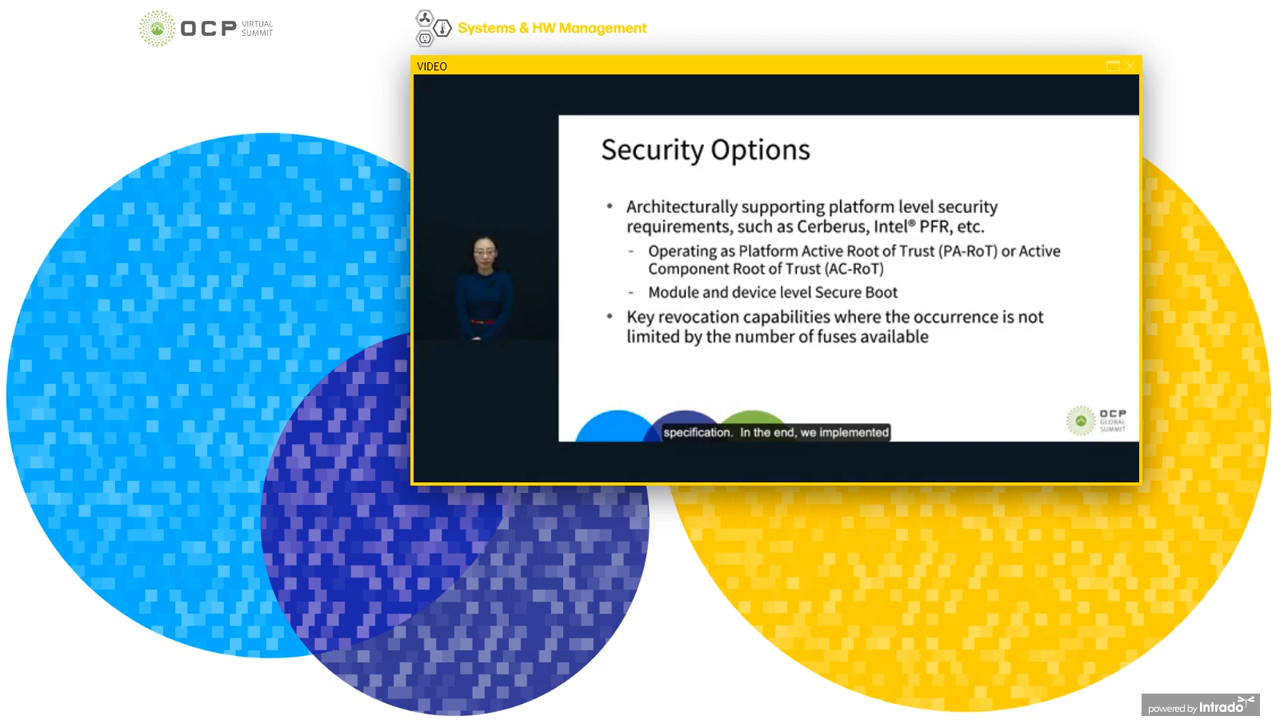 OCP VIRTUAL SUMMIT
Systems & HW Management
VIDEO
Security Options
• Architecturally supporting platform level security
requirements, such as Cerberus, Intel® PFR, etc.
- Operating as Platform Active Root of Trust (PA-RoT) or Active
Component Root of Trust (AC-RoT)
- Module and device level Secure Boot
• Key revocation capabilities where the occurrence is not
limited by the number of fuses available
OCP
GLOBAL
SUMMIT
specification. In the end, we implemented
powered by Intrado